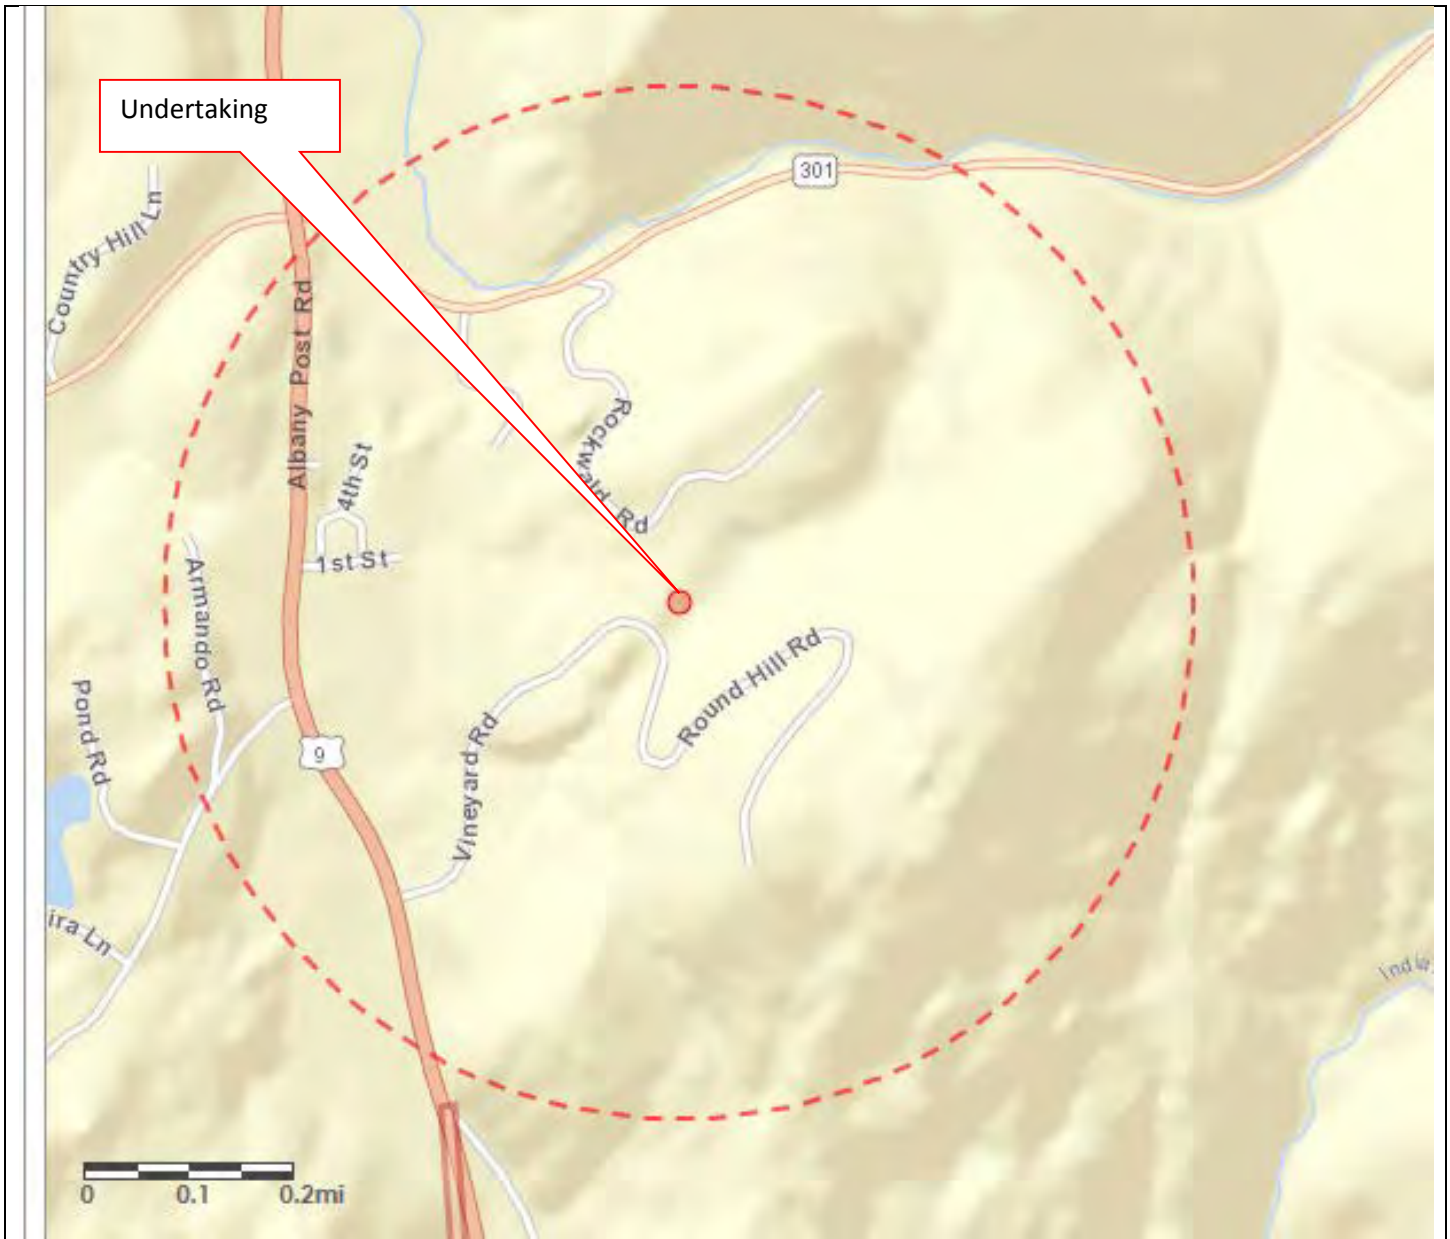 Undertaking
301
Country Hill Ln
Albany Post Rd
Rockwald Rd
4th St
1st St
Armando Rd
Round Hill Rd
Pond Rd
9
Vineyard Rd
ira Ln
India
0
0.1
0.2mi